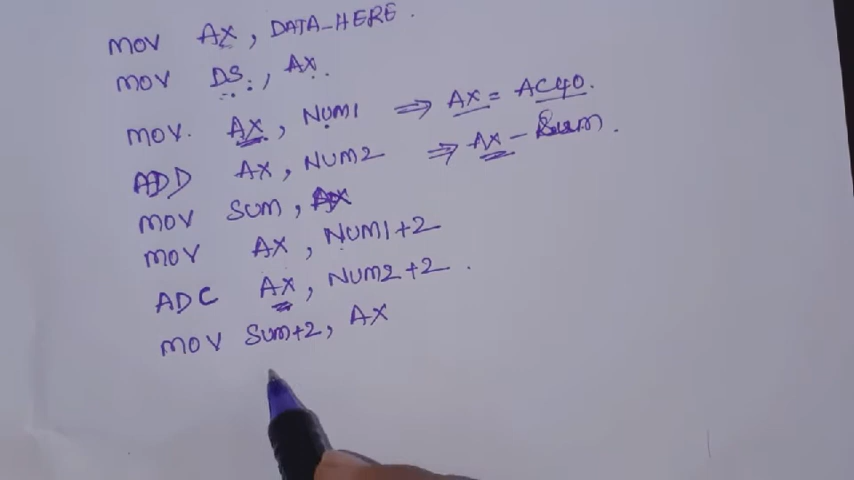 MOV AX, DATA_HERE.
MOV DS, AX.
MOV. AX, NUM1 ⇒ AX = AC40.
ADD AX, NUM2 ⇒ AX - Sum.
MOV SUM, AX
MOV AX, NUM1+2
ADC AX, NUM2+2.
MOV SUM+2, AX